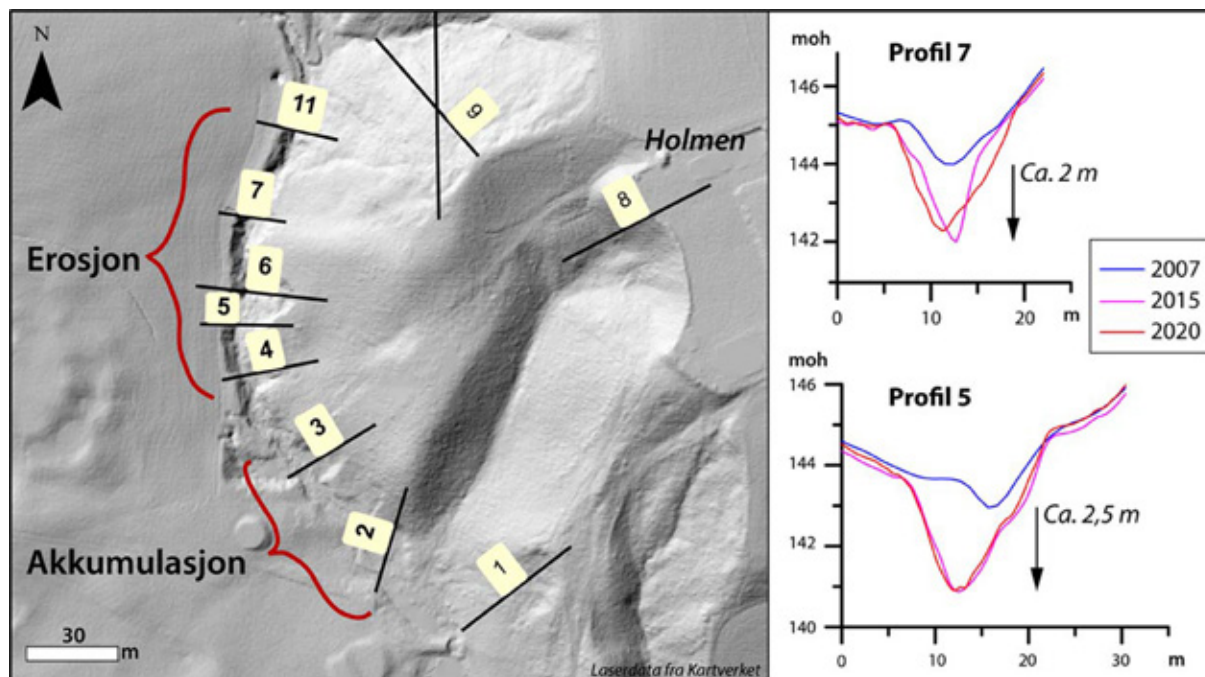 N
11
9
Holmen
7
8
6
Erosjon
5
4
3
2
Akkumulasjon
1
30
m
Laserdata fra Kartverket
moh
Profil 7
146
144
Ca. 2 m
142
0
10
20
m
2007
2015
2020
moh
Profil 5
146
144
Ca. 2,5 m
142
140
0
10
20
30
m